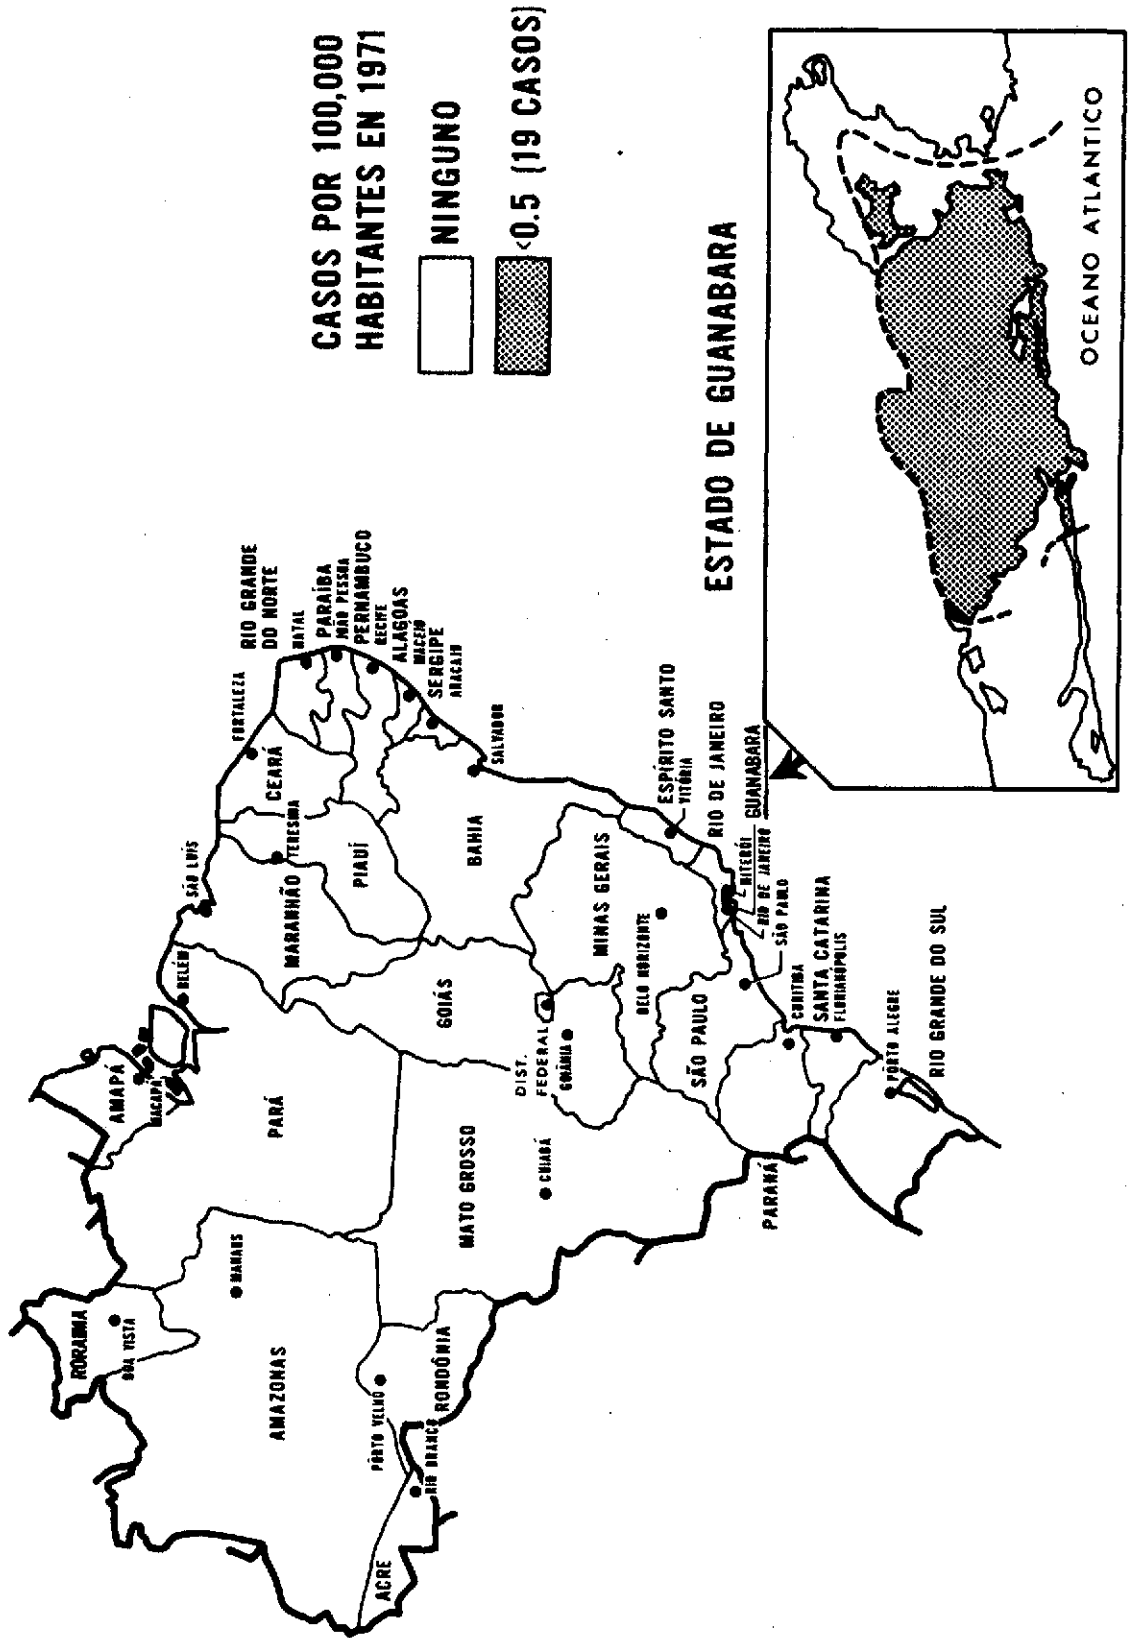 CASOS POR 100,000
HABITANTES EN 1971
NINGUNO
<0.5 (19 CASOS)
RORAIMA
BOA VISTA
AMAPÁ
MACAPÁ
BELÉM
SÃO LUÍS
FORTALEZA
RIO GRANDE
DO NORTE
NATAL
PARAÍBA
PERNAMBUCO
RECIFE
ALAGOAS
MACEIO
SERGIPE
ARACAJU
AMAZONAS
MANAUS
PARÁ
MARANHÃO
TERESINA
CEARÁ
PIAUÍ
ACRE
RIO BRANCO
PÔRTO VELHO
RONDÔNIA
MATO GROSSO
CUIABÁ
GOIÁS
DIST.
FEDERAL
GOIÂNIA
BAHIA
SALVADOR
MINAS GERAIS
BELO HORIZONTE
ESPÍRITO SANTO
VITÓRIA
RIO DE JANEIRO
NITERÓI
GUANABARA
RIO DE JANEIRO
SÃO PAULO
SÃO PAULO
PARANÁ
CURITIBA
SANTA CATARINA
FLORIANÓPOLIS
PÔRTO ALEGRE
RIO GRANDE DO SUL
ESTADO DE GUANABARA
OCEANO ATLANTICO